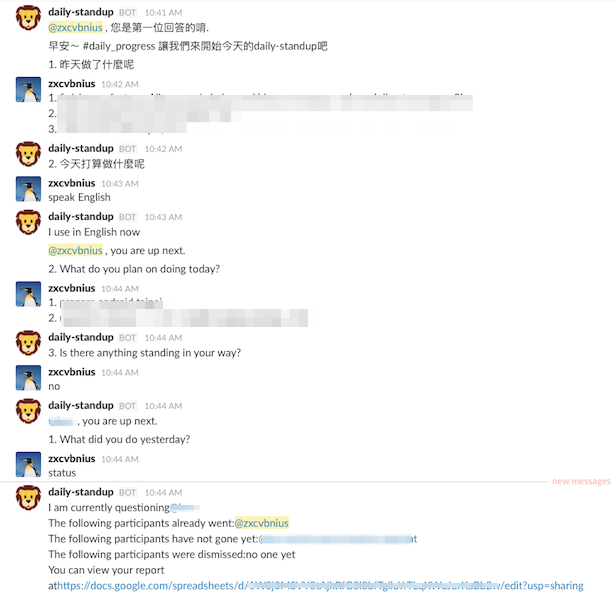 daily-standup BOT 10:41 AM
@zxcvbnius , 您是第一位回答的唷.
早安～ #daily_progress 讓我們來開始今天的daily-standup吧
1. 昨天做了什麼呢
zxcvbnius 10:42 AM
1.
2.
3.
daily-standup BOT 10:42 AM
2. 今天打算做什麼呢
zxcvbnius 10:43 AM
speak English
daily-standup BOT 10:43 AM
I use in English now
@zxcvbnius , you are up next.
2. What do you plan on doing today?
zxcvbnius 10:44 AM
1.
2.
daily-standup BOT 10:44 AM
3. Is there anything standing in your way?
zxcvbnius 10:44 AM
no
daily-standup BOT 10:44 AM
, you are up next.
1. What did you do yesterday?
zxcvbnius 10:44 AM
status
new messages
daily-standup BOT 10:44 AM
I am currently questioning
The following participants already went:@zxcvbnius
The following participants have not gone yet:
The following participants were dismissed:no one yet
You can view your report
athttps://docs.google.com/spreadsheets/d/ /edit?usp=sharing